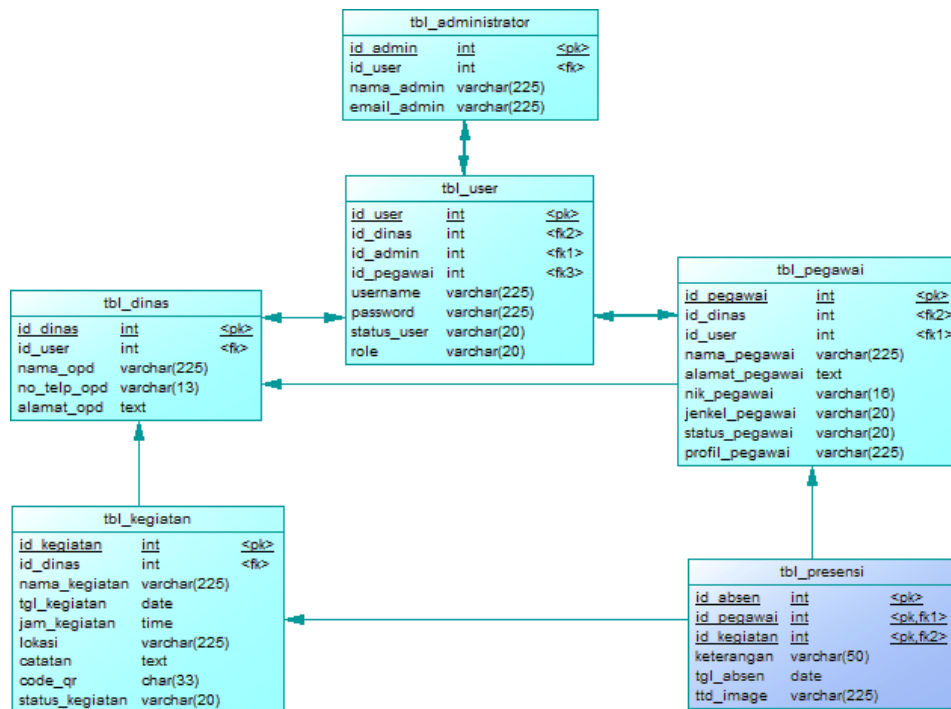 tbl_administrator
id_admin int <pk>
id_user int <fk>
nama_admin varchar(225)
email_admin varchar(225)
tbl_user
id_user int <pk>
id_dinas int <fk2>
id_admin int <fk1>
id_pegawai int <fk3>
username varchar(225)
password varchar(225)
status_user varchar(20)
role varchar(20)
tbl_pegawai
id_pegawai int <pk>
id_dinas int <fk2>
id_user int <fk1>
nama_pegawai varchar(225)
alamat_pegawai text
nik_pegawai varchar(16)
jenkel_pegawai varchar(20)
status_pegawai varchar(20)
profil_pegawai varchar(225)
tbl_dinas
id_dinas int <pk>
id_user int <fk>
nama_opd varchar(225)
no_telp_opd varchar(13)
alamat_opd text
tbl_kegiatan
id_kegiatan int <pk>
id_dinas int <fk>
nama_kegiatan varchar(225)
tgl_kegiatan date
jam_kegiatan time
lokasi varchar(225)
catatan text
code_qr char(33)
status_kegiatan varchar(20)
tbl_presensi
id_absen int <pk>
id_pegawai int <pk,fk1>
id_kegiatan int <pk,fk2>
keterangan varchar(50)
tgl_absen date
ttd_image varchar(225)